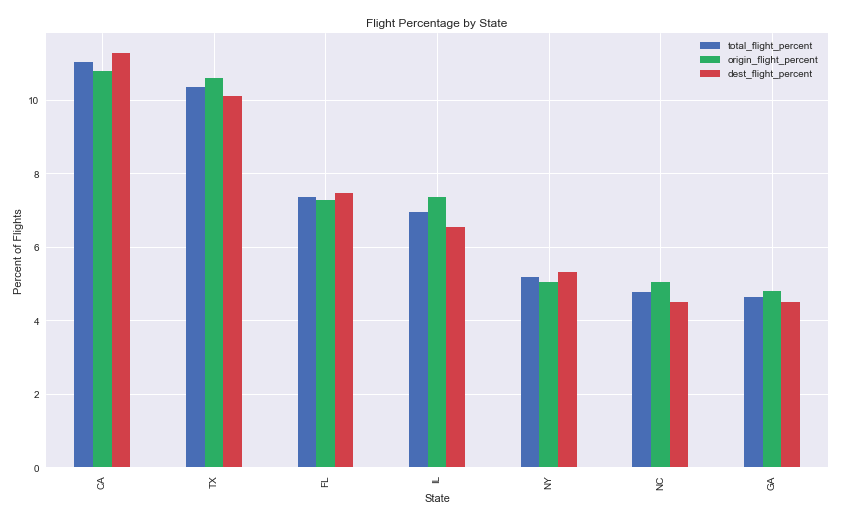 Flight Percentage by State
total_flight_percent
origin_flight_percent
dest_flight_percent
Percent of Flights
10
8
6
4
2
0
CA
TX
FL
IL
NY
NC
GA
State